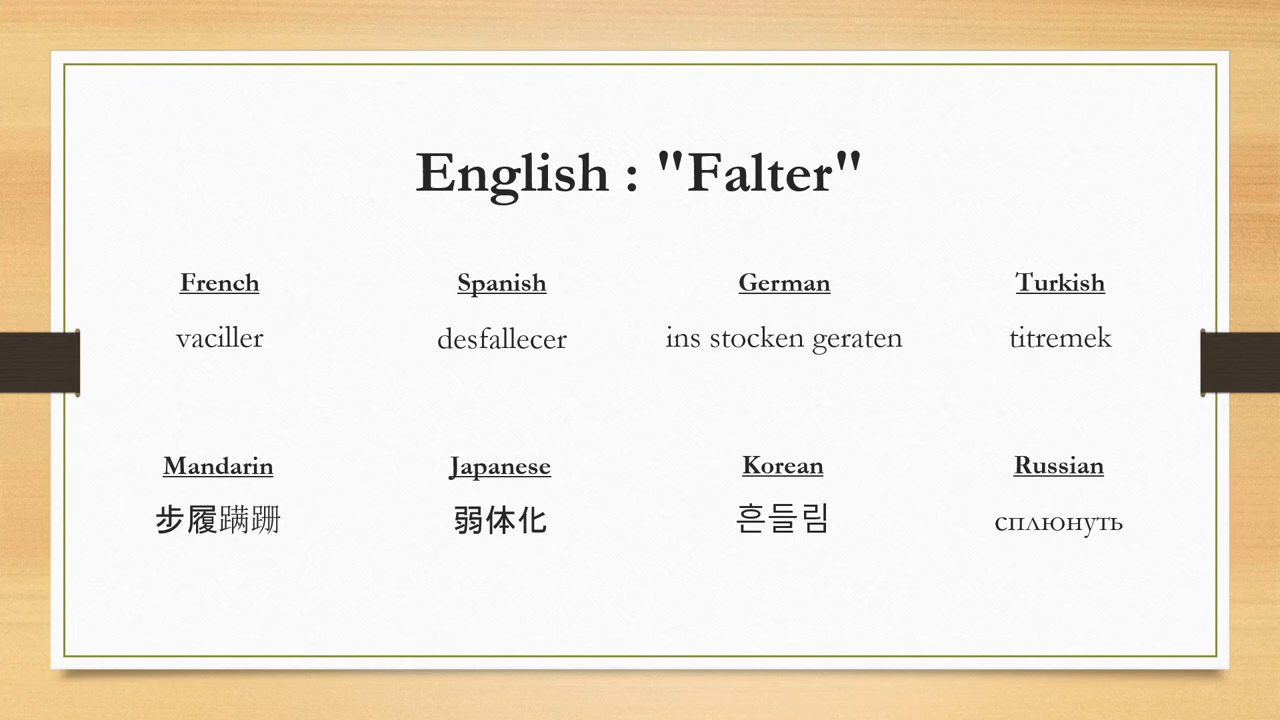 English : "Falter"
French
vaciller
Spanish
desfallecer
German
ins stocken geraten
Turkish
titremek
Mandarin
步履蹒跚
Japanese
弱体化
Korean
흔들림
Russian
сплюнуть